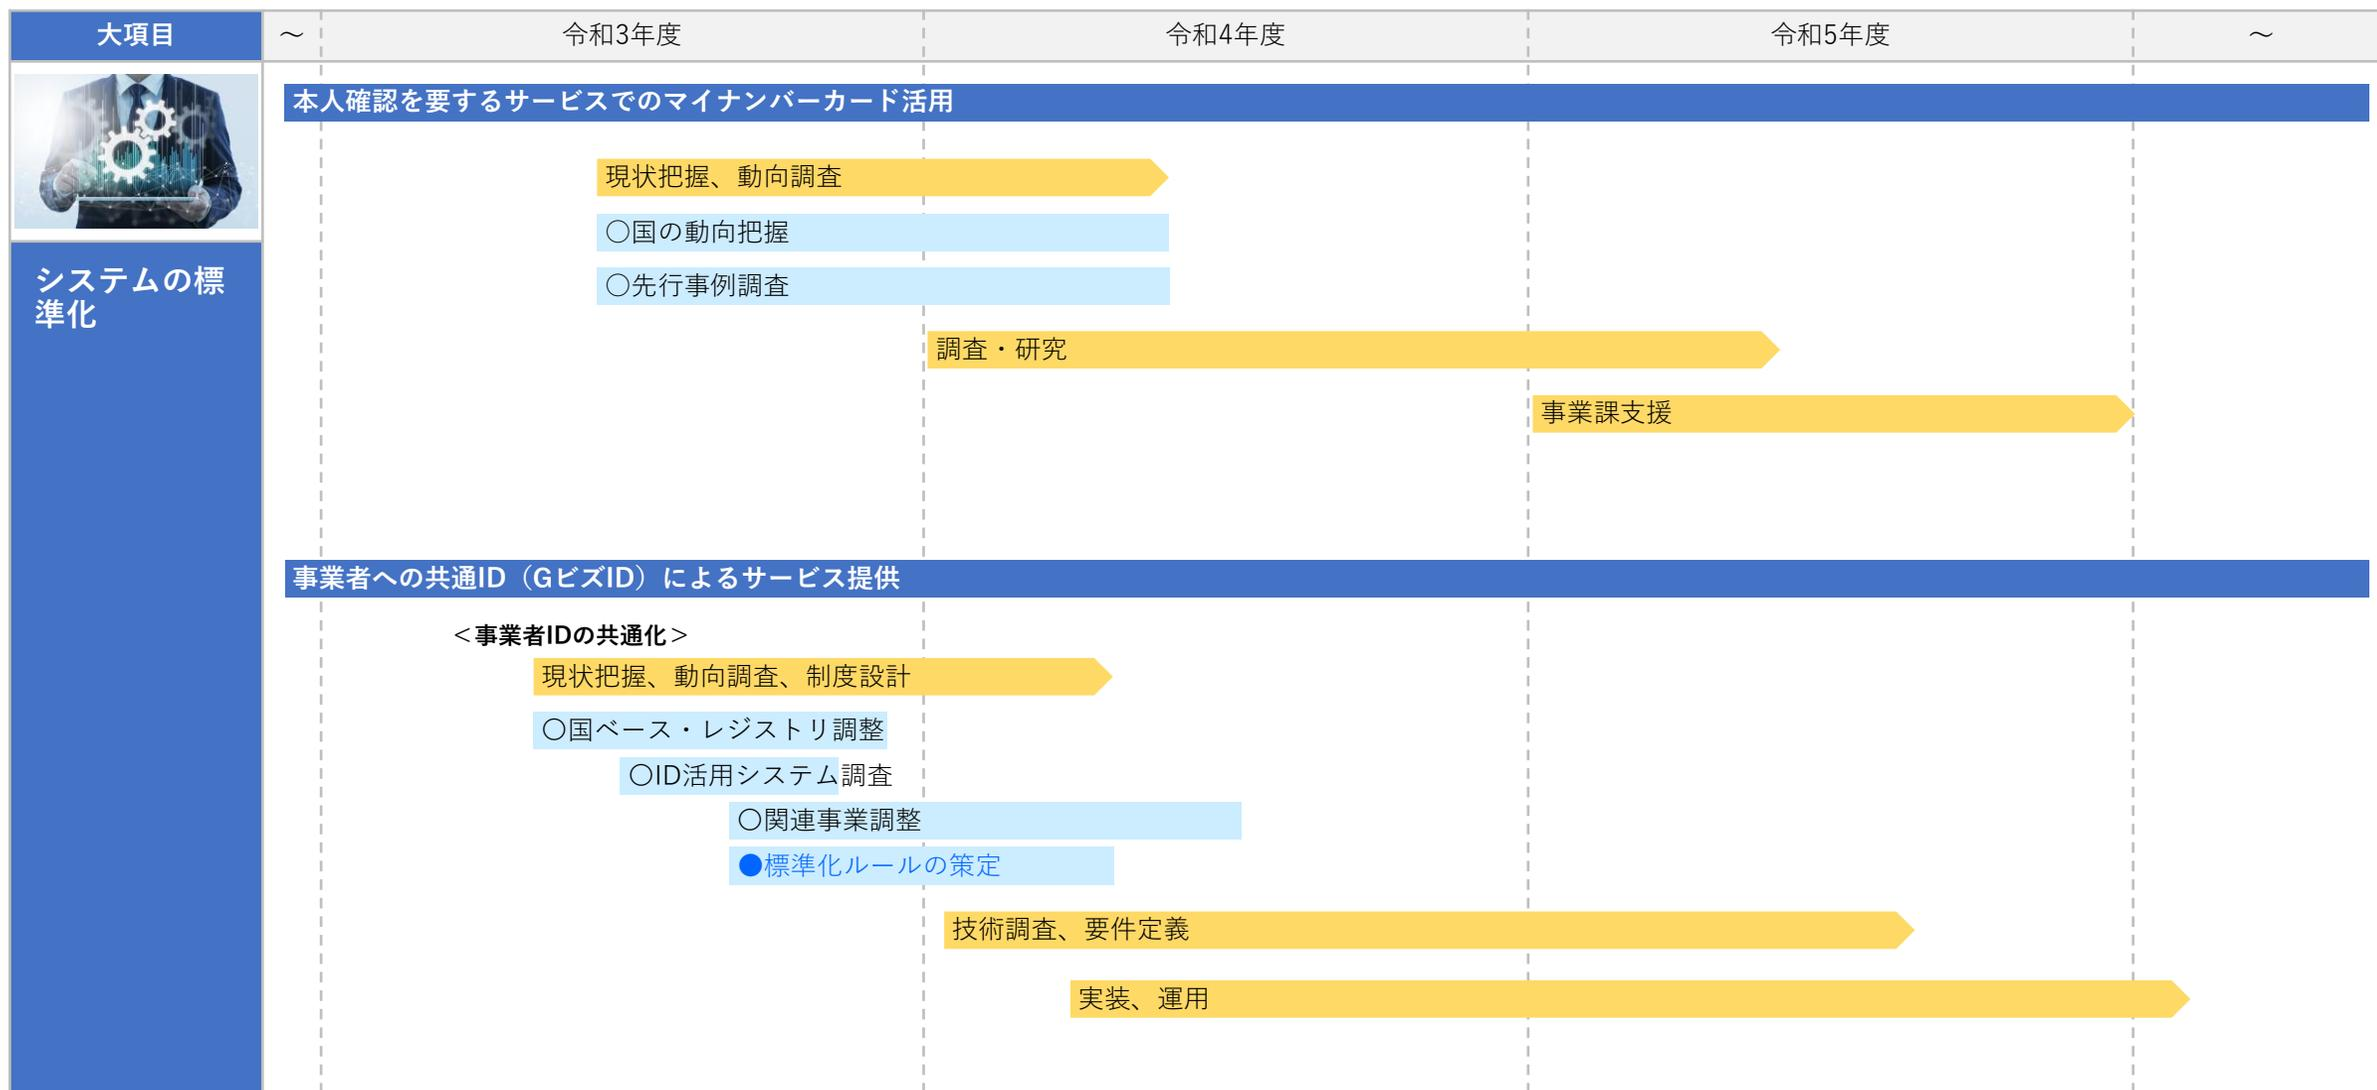 大項目
～
令和3年度
令和4年度
令和5年度
～
システムの標
準化
本人確認を要するサービスでのマイナンバーカード活用
現状把握、動向調査
○国の動向把握
○先行事例調査
調査・研究
事業課支援
事業者への共通ID（GビズID）によるサービス提供
＜事業者IDの共通化＞
現状把握、動向調査、制度設計
○国ベース・レジストリ調整
○ID活用システム調査
○関連事業調整
●標準化ルールの策定
技術調査、要件定義
実装、運用